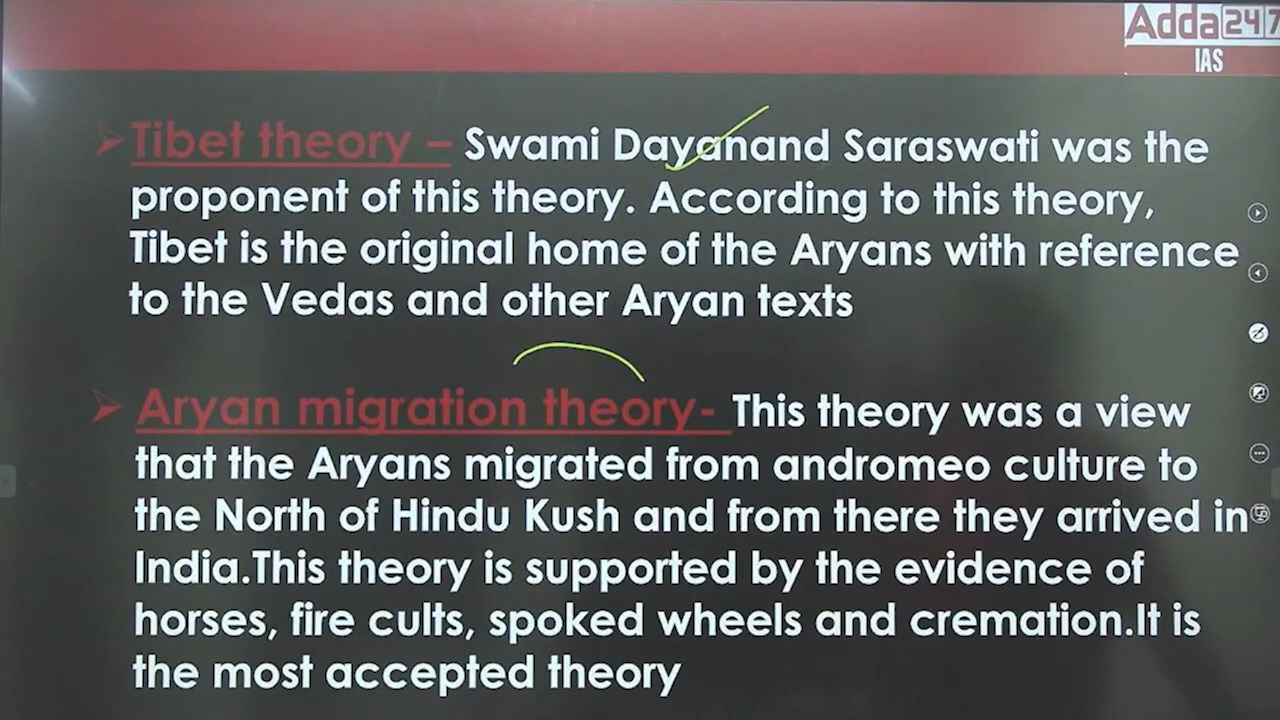 Adda247
IAS
Tibet theory – Swami Dayanand Saraswati was the
proponent of this theory. According to this theory,
Tibet is the original home of the Aryans with reference
to the Vedas and other Aryan texts
Aryan migration theory- This theory was a view
that the Aryans migrated from andromeo culture to
the North of Hindu Kush and from there they arrived in
India.This theory is supported by the evidence of
horses, fire cults, spoked wheels and cremation.It is
the most accepted theory